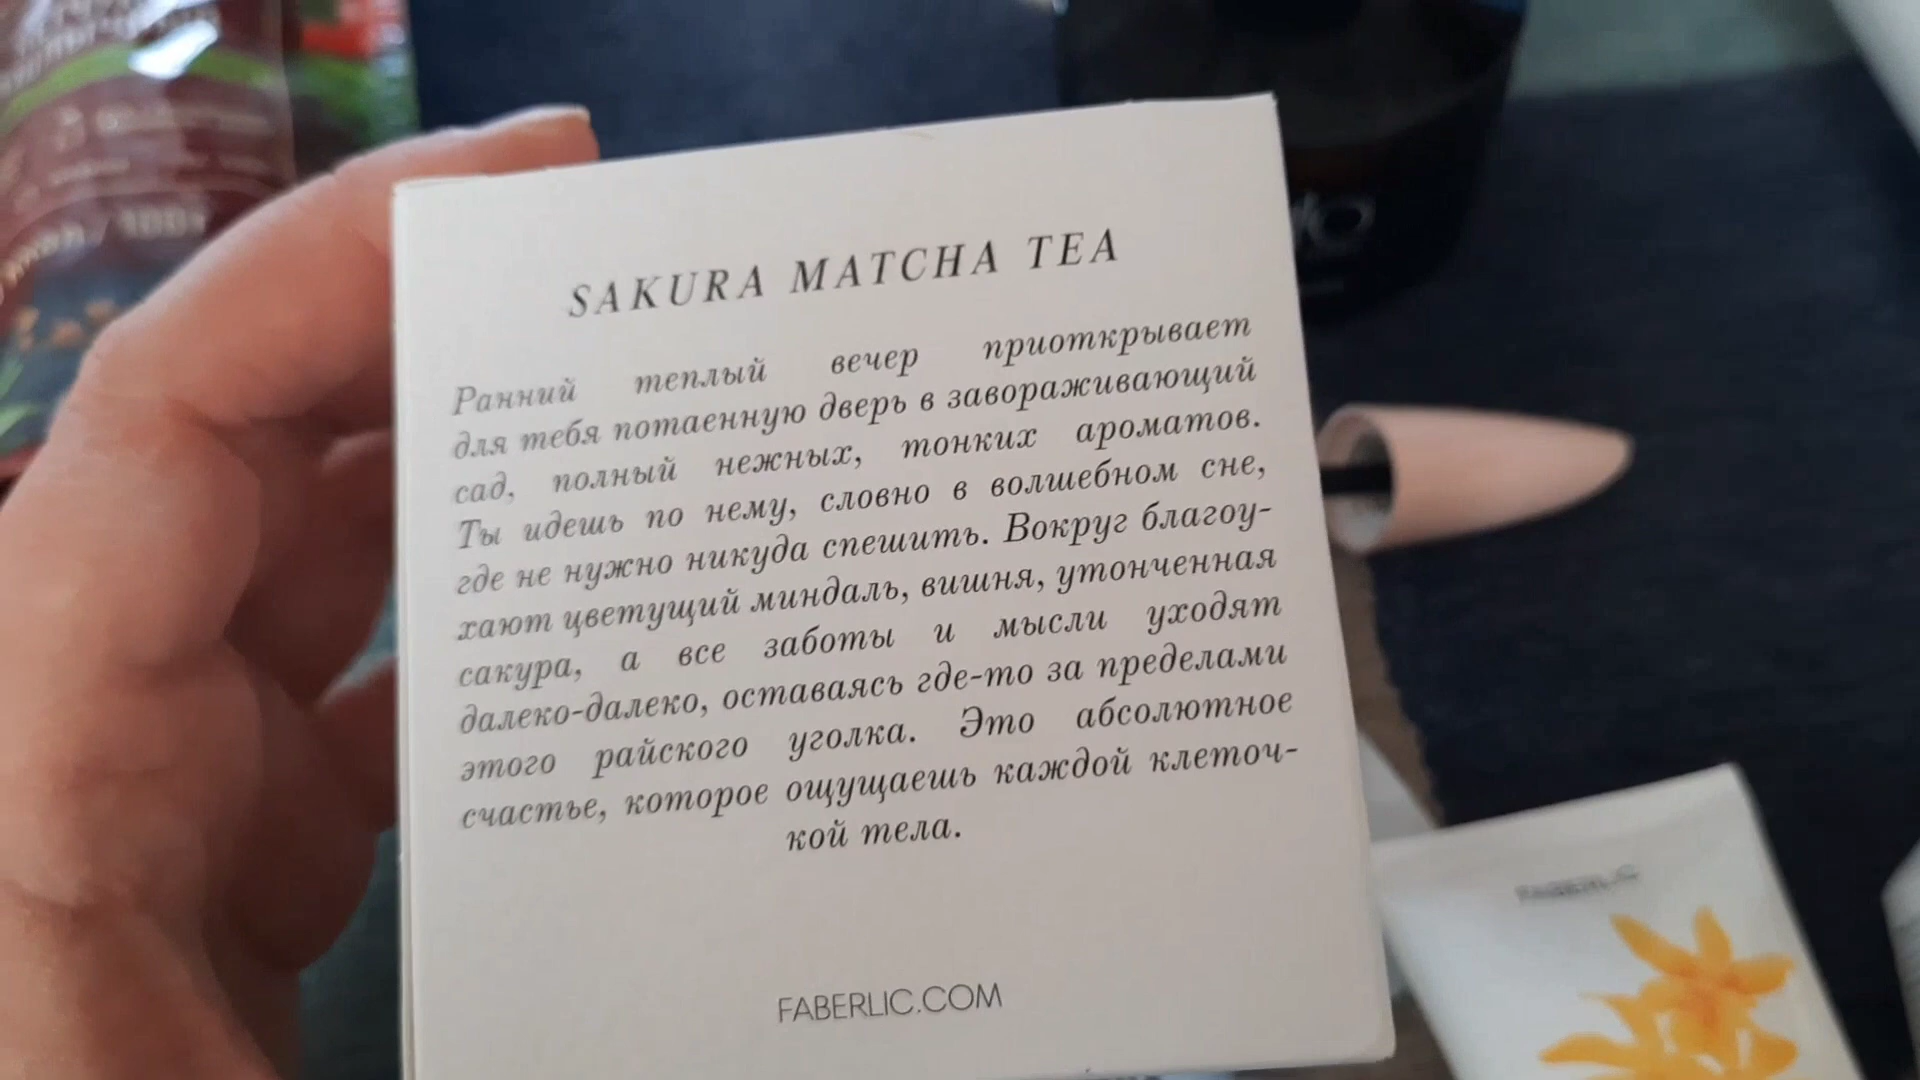 SAKURA MATCHA TEA
Ранний теплый вечер приоткрывает
для тебя потаенную дверь в завораживающий
сад, полный нежных, тонких ароматов.
Ты идешь по нему, словно в волшебном сне,
где не нужно никуда спешить. Вокруг благоу-
хают цветущий миндаль, вишня, утонченная
сакура, а все заботы и мысли уходят
далеко-далеко, оставаясь где-то за пределами
этого райского уголка. Это абсолютное
счастье, которое ощущаешь каждой клеточ-
кой тела.
FABERLIC.COM
FABERLIC